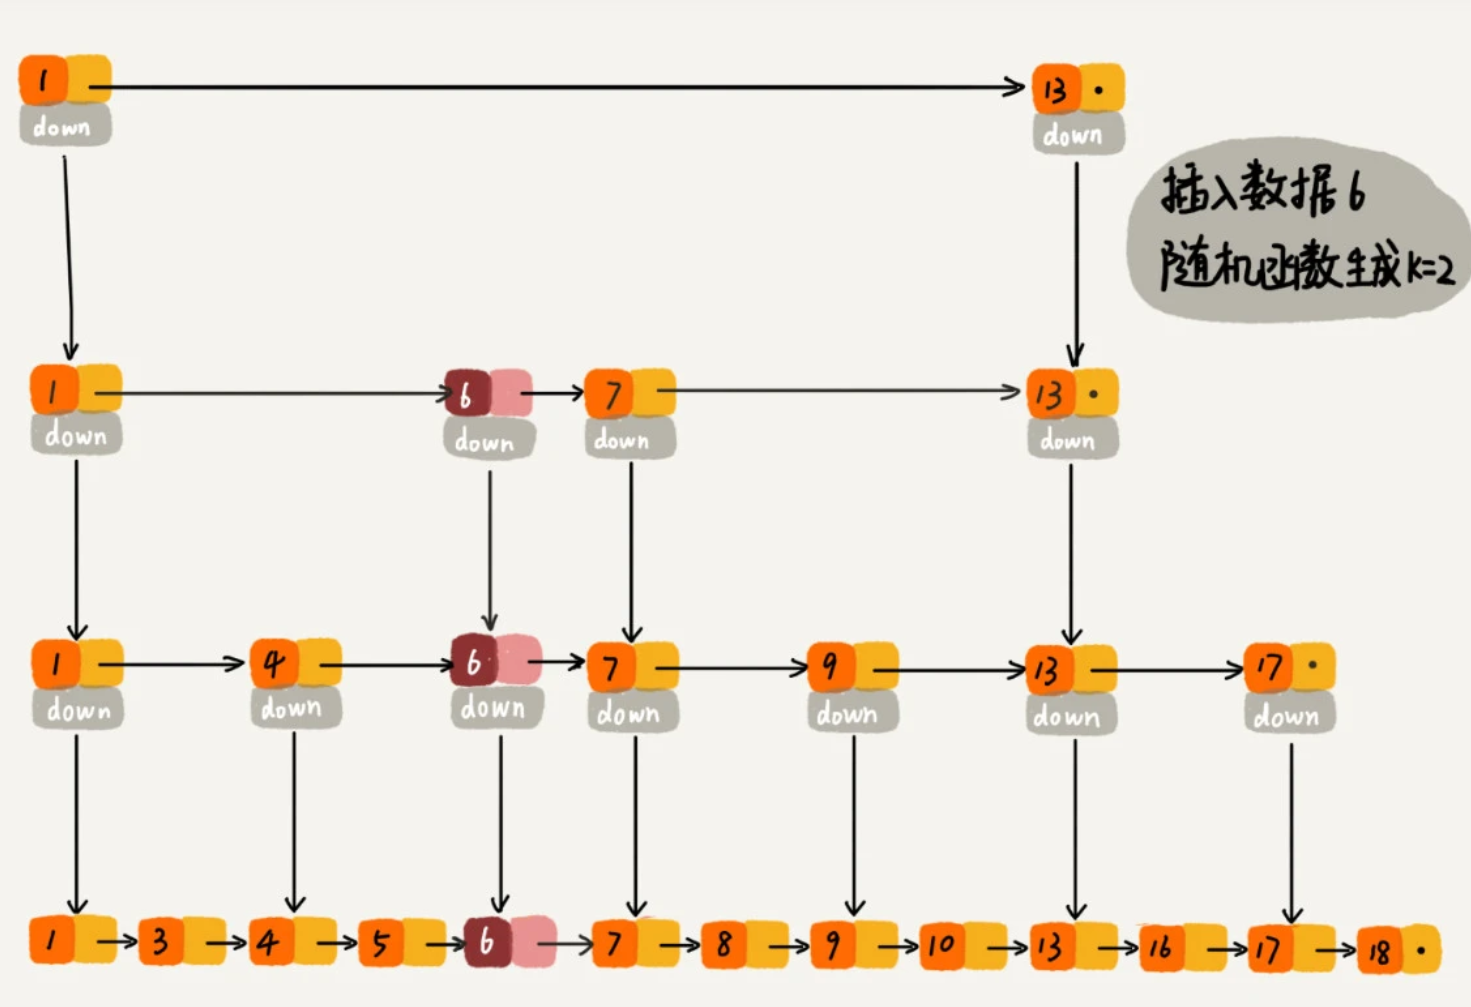 1 13
down down
插入数据6
随机函数生成k=2
1 6 7 13
down down down down
1 4 6 7 9 13 17
down down down down down down down
1 3 4 5 6 7 8 9 10 13 16 17 18